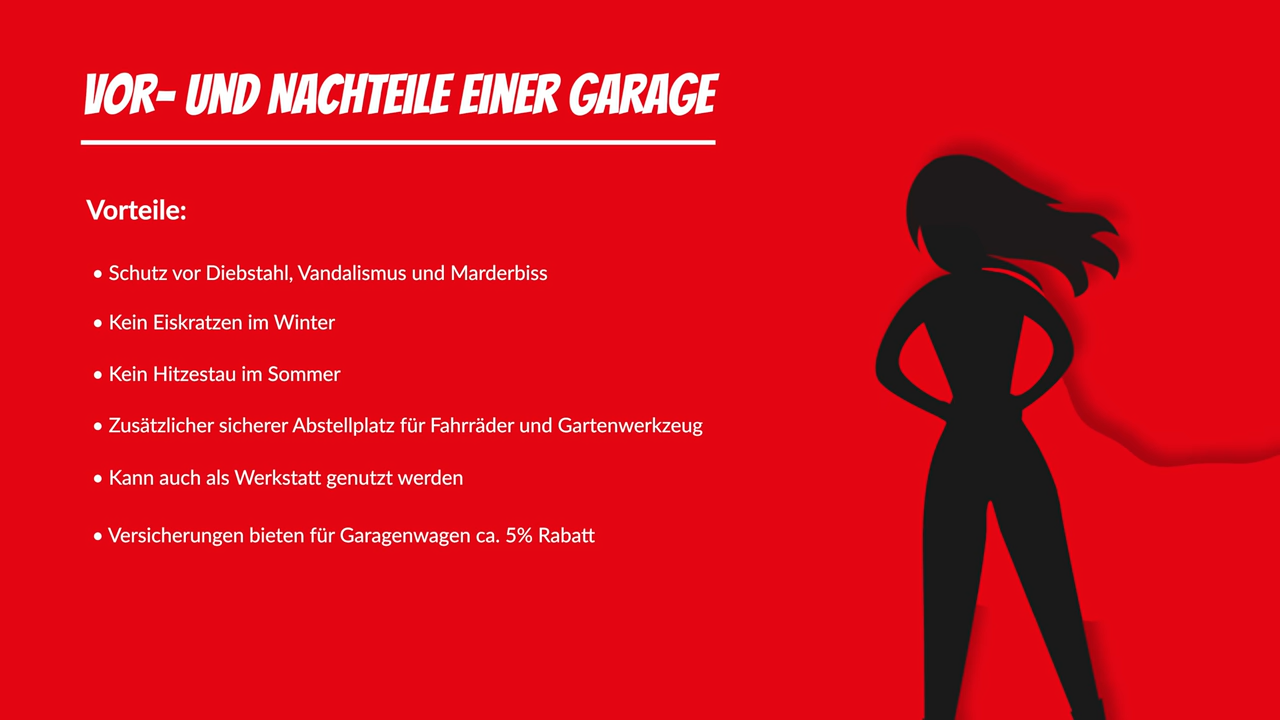 VOR- UND NACHTEILE EINER GARAGE
Vorteile:
• Schutz vor Diebstahl, Vandalismus und Marderbiss
• Kein Eiskratzen im Winter
• Kein Hitzestau im Sommer
• Zusätzlicher sicherer Abstellplatz für Fahrräder und Gartenwerkzeug
• Kann auch als Werkstatt genutzt werden
• Versicherungen bieten für Garagenwagen ca. 5% Rabatt